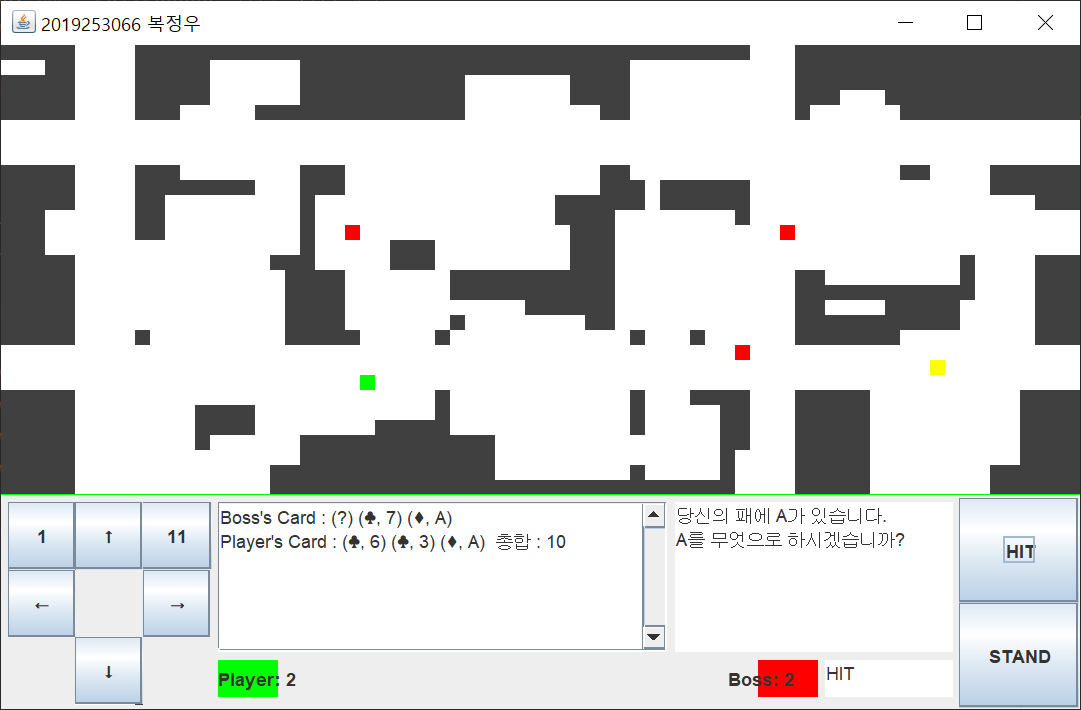 2019253066 복정우
1 ↑ 11
← →
↓
Boss's Card : (?) (♣, 7) (♦, A)
Player's Card : (♣, 6) (♣, 3) (♦, A) 총합 : 10
당신의 패에 A가 있습니다.
A를 무엇으로 하시겠습니까?
HIT
STAND
Player: 2
Boss: 2
HIT